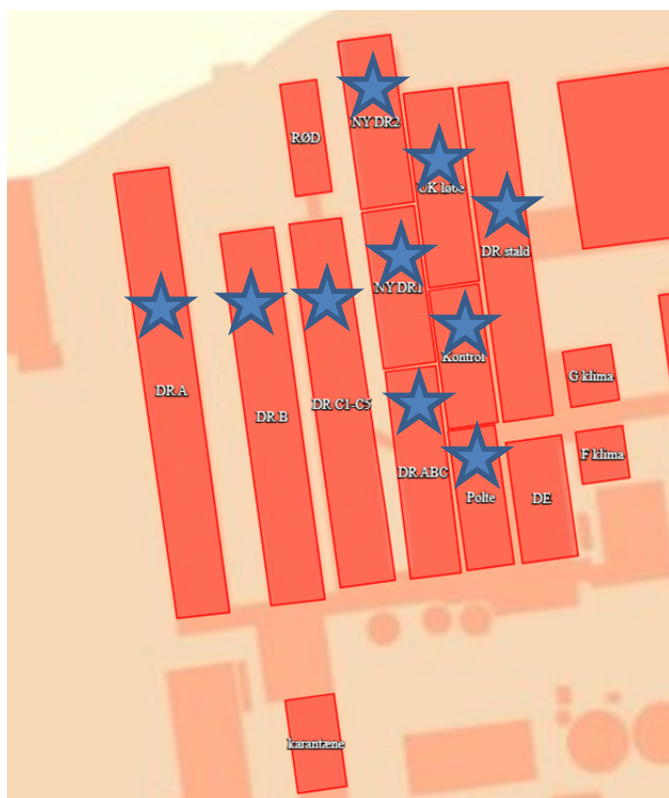 RØD
NY DR2
UK løbe
DR stald
NY DR1
Kontrol
G klima
DR A
DR B
DR C1-C5
DR ABC
F klima
Polte
DE
karantæne